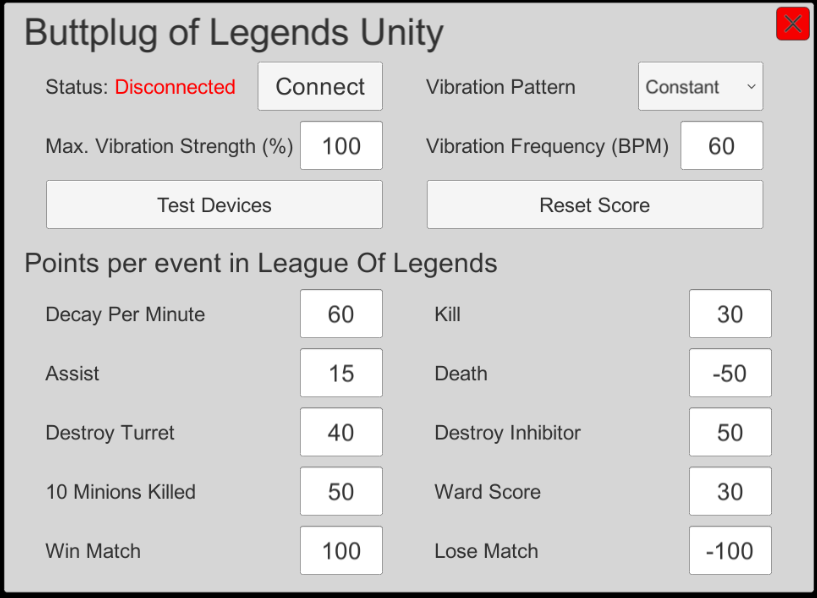 Buttplug of Legends Unity
Status: Disconnected Connect Vibration Pattern Constant
Max. Vibration Strength (%) 100 Vibration Frequency (BPM) 60
Test Devices Reset Score
Points per event in League Of Legends
Decay Per Minute 60 Kill 30
Assist 15 Death -50
Destroy Turret 40 Destroy Inhibitor 50
10 Minions Killed 50 Ward Score 30
Win Match 100 Lose Match -100